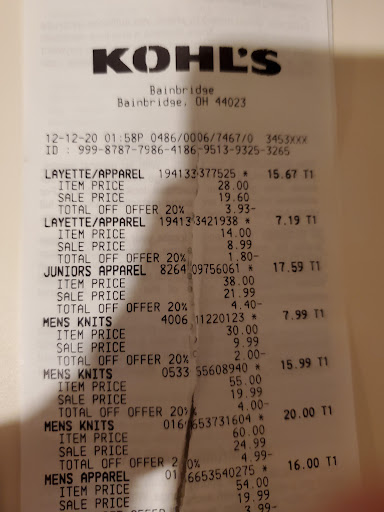 KOHL'S
Bainbridge
Bainbridge, OH 44023
12-12-20 01:58P 0486/0006/7467/0 3453XXX
ID : 999-8787-7986-4186-9513-9325-3265
LAYETTE/APPAREL 194133377525 * 15.67 T1
ITEM PRICE 28.00
SALE PRICE 19.60
TOTAL OFF OFFER 20% 3.93-
LAYETTE/APPAREL 194133421938 * 7.19 T1
ITEM PRICE 14.00
SALE PRICE 8.99
TOTAL OFF OFFER 20% 1.80-
JUNIORS APPAREL 826409756061 * 17.59 T1
ITEM PRICE 38.00
SALE PRICE 21.99
TOTAL OFF OFFER 20% 4.40-
MENS KNITS 400611220123 * 7.99 T1
ITEM PRICE 30.00
SALE PRICE 9.99
TOTAL OFF OFFER 20% 2.00-
MENS KNITS 053355608940 * 15.99 T1
ITEM PRICE 55.00
SALE PRICE 19.99
TOTAL OFF OFFER 20% 4.00-
MENS KNITS 20.00 T1
ITEM PRICE 60.00
SALE PRICE 24.99
TOTAL OFF OFFER 20% 4.99-
MENS APPAREL 16.00 T1
ITEM PRICE 54.00
SALE PRICE 19.99
OFFER 3.99